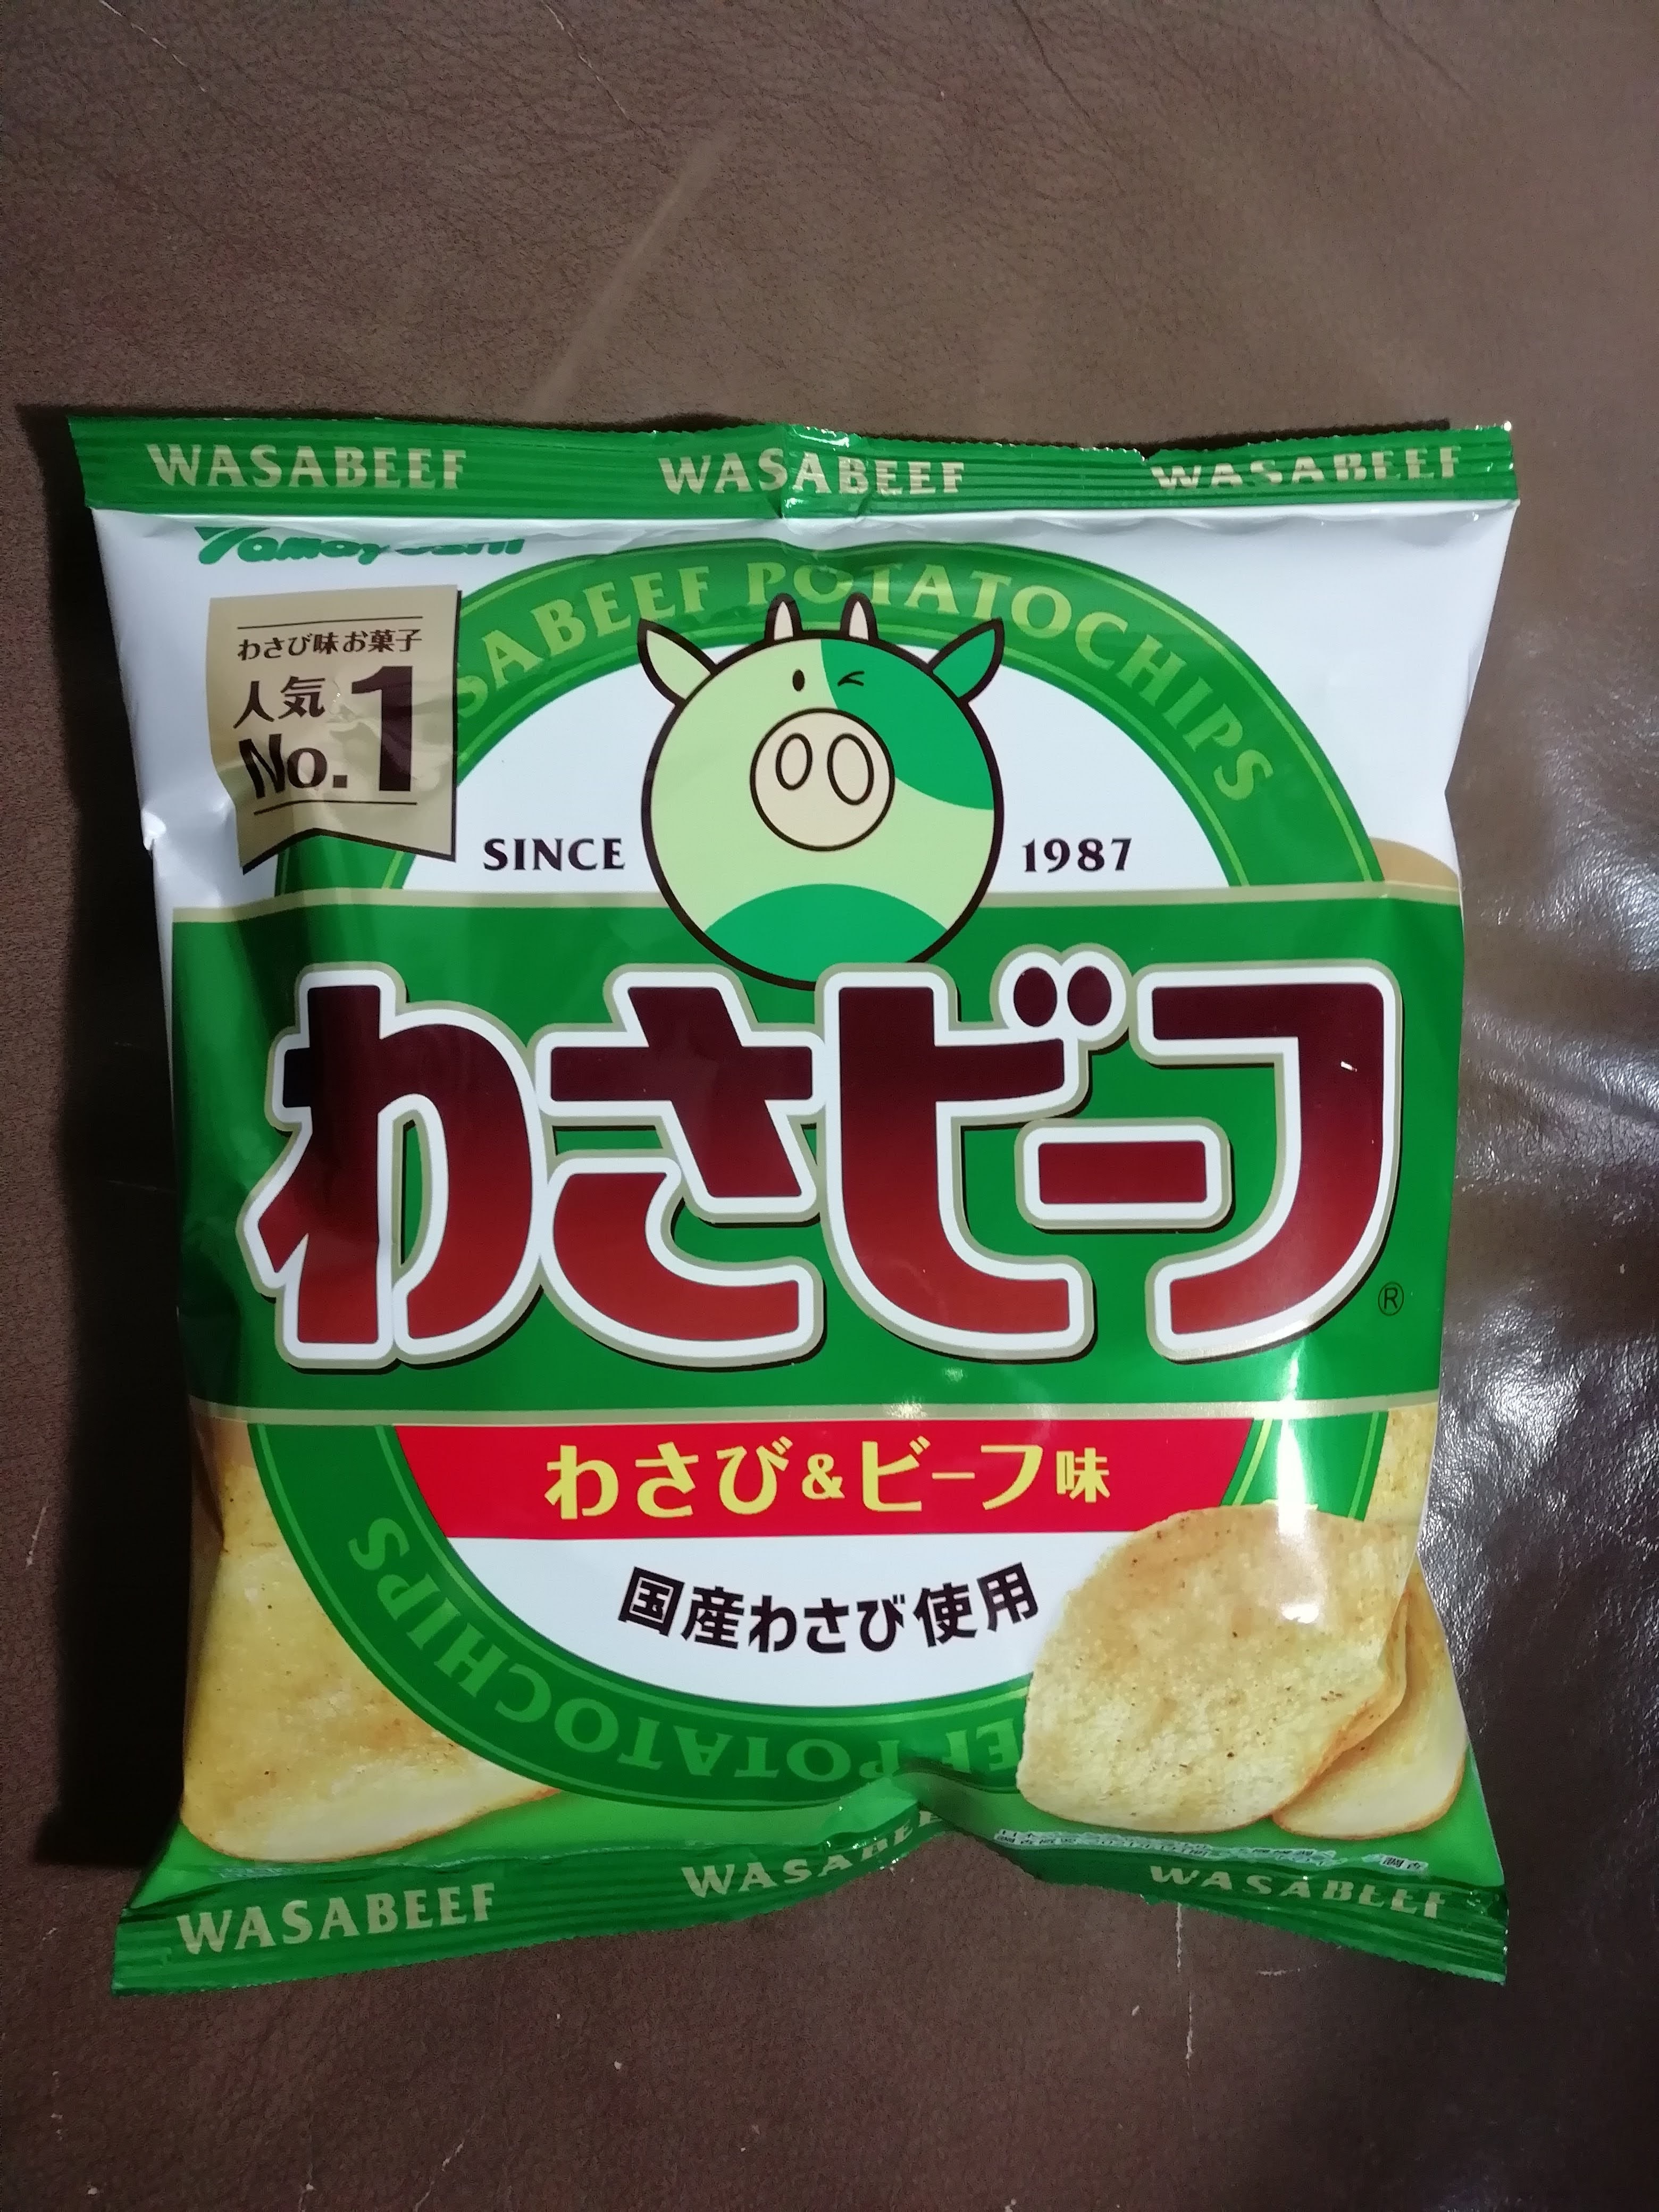 WASABEEF WASABEEF WASABEEF
Yamayoshi
わさび味お菓子
人気
No.1
WASABEEF POTATOCHIPS
SINCE 1987
わさビーフ
®
わさび&ビーフ味
国産わさび使用
POTATOCHIPS
WASABEEF WASABEEF WASABEEF